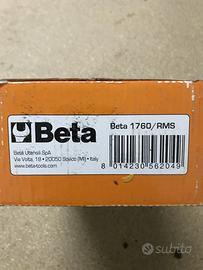 Beta
Beta Utensili SpA
Via Volta, 18 • 20050 Sovico (MI) • Italy
www.beta-tools.com
Beta 1760/RMS
8 014230 562049
subito